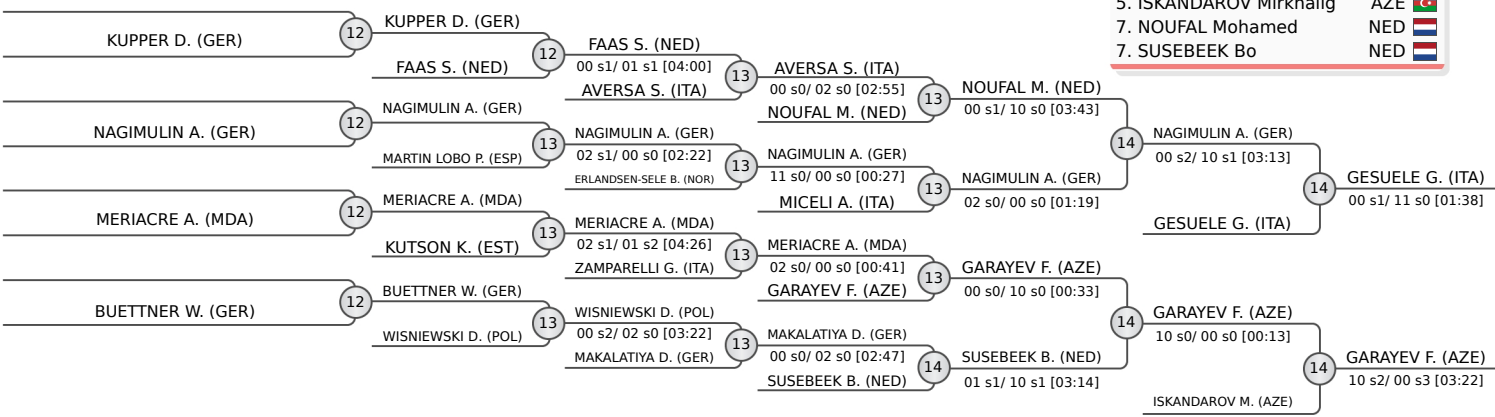 5. ISKANDAROV Mirkhalig AZE
7. NOUFAL Mohamed NED
7. SUSEBEEK Bo NED
KUPPER D. (GER)
12
KUPPER D. (GER)
FAAS S. (NED)
12
FAAS S. (NED)
00 s1/ 01 s1 [04:00]
AVERSA S. (ITA)
13
AVERSA S. (ITA)
00 s0/ 02 s0 [02:55]
NOUFAL M. (NED)
13
NOUFAL M. (NED)
00 s1/ 10 s0 [03:43]
NAGIMULIN A. (GER)
12
NAGIMULIN A. (GER)
MARTIN LOBO P. (ESP)
13
NAGIMULIN A. (GER)
02 s1/ 00 s0 [02:22]
ERLANDSEN-SELE B. (NOR)
13
NAGIMULIN A. (GER)
11 s0/ 00 s0 [00:27]
MICELI A. (ITA)
13
NAGIMULIN A. (GER)
02 s0/ 00 s0 [01:19]
14
NAGIMULIN A. (GER)
00 s2/ 10 s1 [03:13]
GESUELE G. (ITA)
14
GESUELE G. (ITA)
00 s1/ 11 s0 [01:38]
MERIACRE A. (MDA)
12
MERIACRE A. (MDA)
KUTSON K. (EST)
13
MERIACRE A. (MDA)
02 s1/ 01 s2 [04:26]
ZAMPARELLI G. (ITA)
13
MERIACRE A. (MDA)
02 s0/ 00 s0 [00:41]
GARAYEV F. (AZE)
13
GARAYEV F. (AZE)
00 s0/ 10 s0 [00:33]
BUETTNER W. (GER)
12
BUETTNER W. (GER)
WISNIEWSKI D. (POL)
13
WISNIEWSKI D. (POL)
00 s2/ 02 s0 [03:22]
MAKALATIYA D. (GER)
13
MAKALATIYA D. (GER)
00 s0/ 02 s0 [02:47]
SUSEBEEK B. (NED)
14
SUSEBEEK B. (NED)
01 s1/ 10 s1 [03:14]
14
GARAYEV F. (AZE)
10 s0/ 00 s0 [00:13]
ISKANDAROV M. (AZE)
14
GARAYEV F. (AZE)
10 s2/ 00 s3 [03:22]